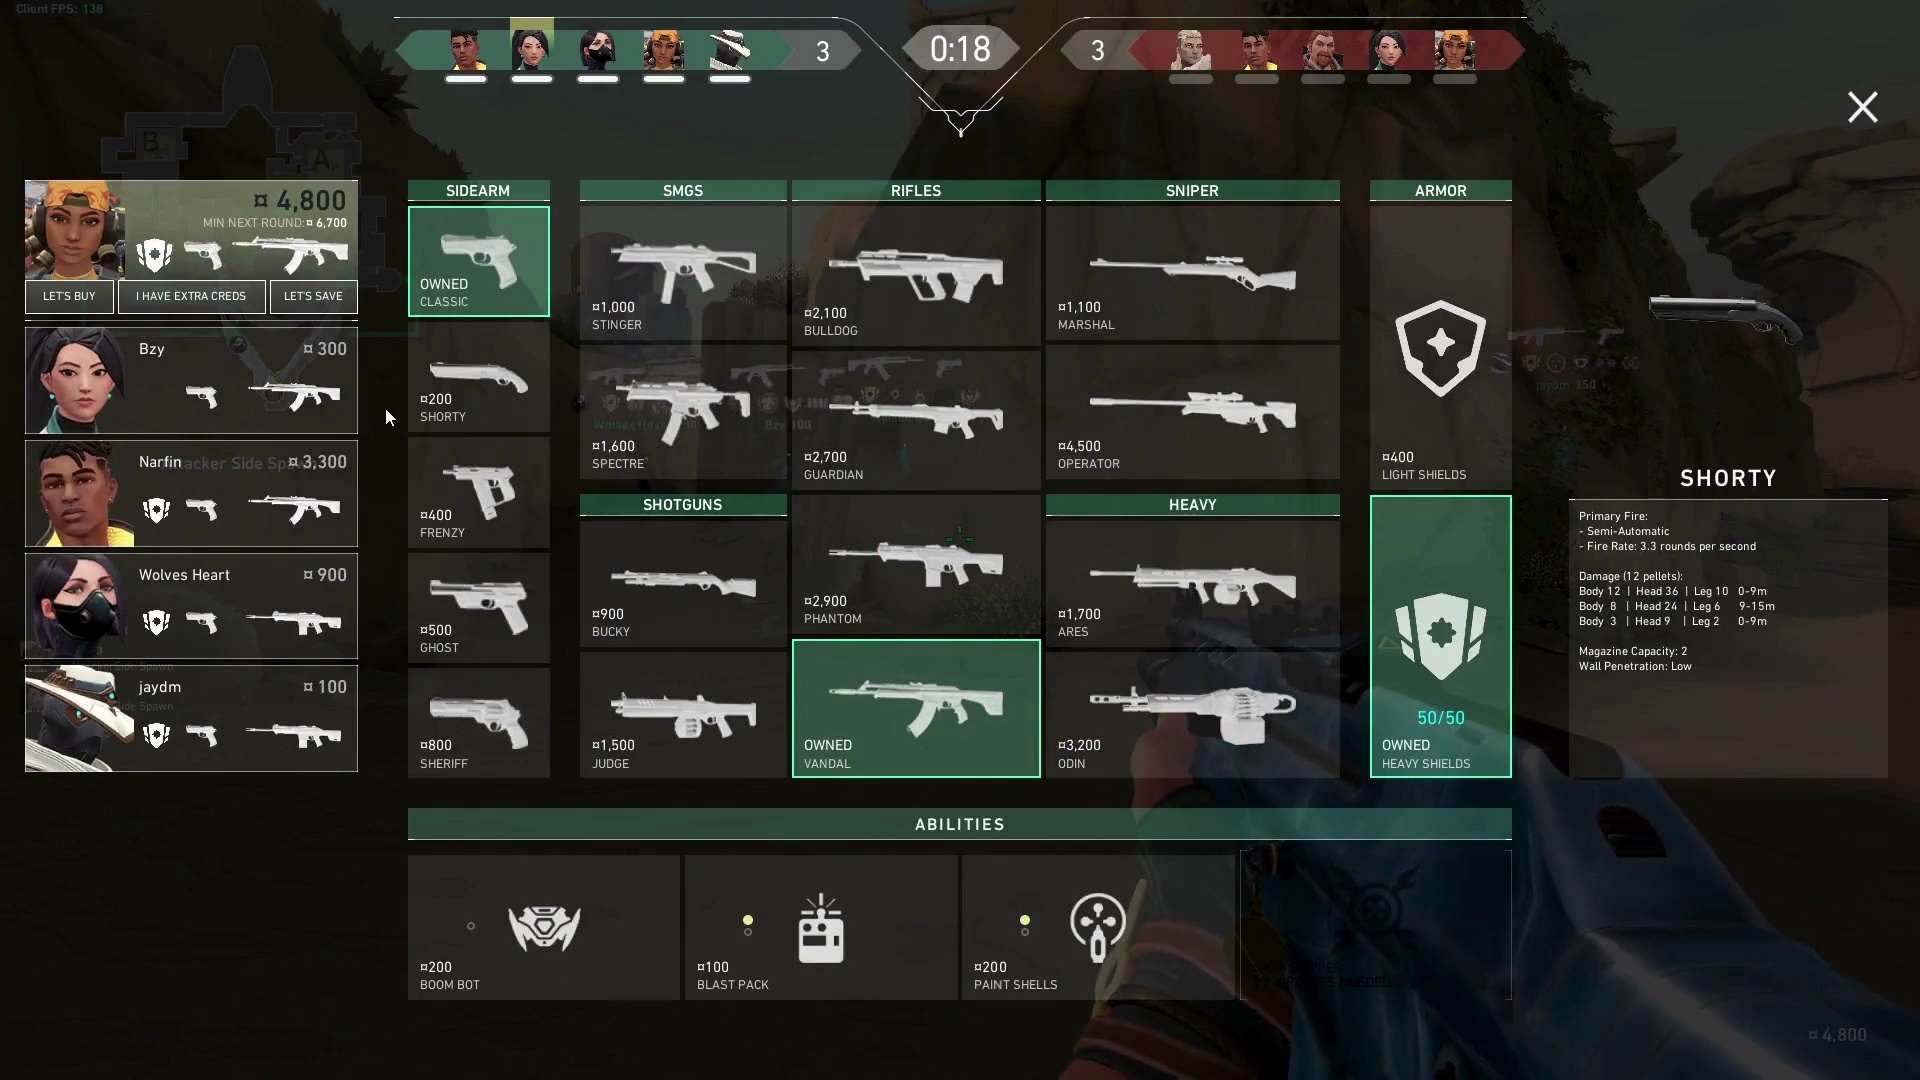 Client FPS: 138
3
0:18
3
B
A
¤ 4,800
MIN NEXT ROUND: ¤ 6,700
LET'S BUY
I HAVE EXTRA CREDS
LET'S SAVE
Bzy
¤ 300
Narfin
¤ 3,300
Attacker Side Spawn
Wolves Heart
¤ 900
jaydm
¤ 100
SIDEARM
OWNED
CLASSIC
¤200
SHORTY
¤400
FRENZY
¤500
GHOST
¤800
SHERIFF
SMGS
¤1,000
STINGER
¤1,600
SPECTRE
SHOTGUNS
¤900
BUCKY
¤1,500
JUDGE
RIFLES
¤2,100
BULLDOG
¤2,700
GUARDIAN
¤2,900
PHANTOM
OWNED
VANDAL
SNIPER
¤1,100
MARSHAL
¤4,500
OPERATOR
HEAVY
¤1,700
ARES
¤3,200
ODIN
ARMOR
¤400
LIGHT SHIELDS
50/50
OWNED
HEAVY SHIELDS
Bzy 100
jaydm 150
SHORTY
Primary Fire:
- Semi-Automatic
- Fire Rate: 3.3 rounds per second
Damage (12 pellets):
Body 12 | Head 36 | Leg 10 0-9m
Body 8 | Head 24 | Leg 6 9-15m
Body 3 | Head 9 | Leg 2 0-9m
Magazine Capacity: 2
Wall Penetration: Low
ABILITIES
¤200
BOOM BOT
¤100
BLAST PACK
¤200
PAINT SHELLS
¤ 4,800